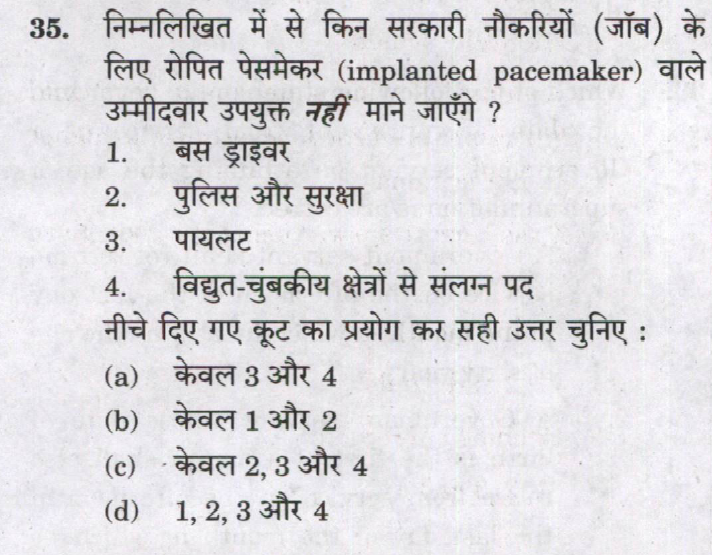 35. निम्नलिखित में से किन सरकारी नौकरियों (जॉब) के
लिए रोपित पेसमेकर (implanted pacemaker) वाले
उम्मीदवार उपयुक्त नहीं माने जाएँगे ?
1. बस ड्राइवर
2. पुलिस और सुरक्षा
3. पायलट
4. विद्युत-चुंबकीय क्षेत्रों से संलग्न पद
नीचे दिए गए कूट का प्रयोग कर सही उत्तर चुनिए :
(a) केवल 3 और 4
(b) केवल 1 और 2
(c) केवल 2, 3 और 4
(d) 1, 2, 3 और 4